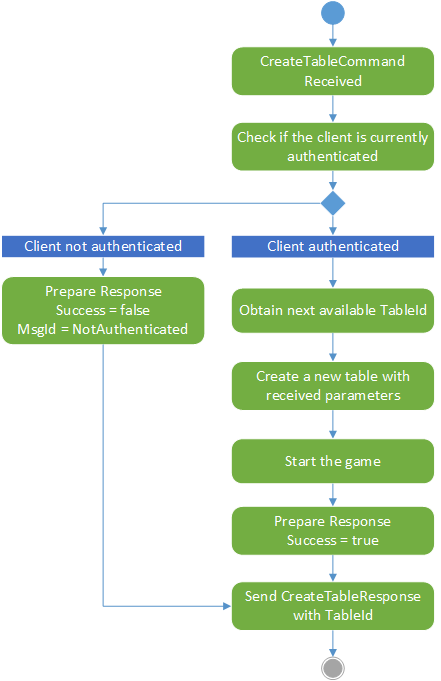 CreateTableCommand
Received
Check if the client is currently
authenticated
Client not authenticated
Client authenticated
Prepare Response
Success = false
MsgId = NotAuthenticated
Obtain next available TableId
Create a new table with
received parameters
Start the game
Prepare Response
Success = true
Send CreateTableResponse
with TableId